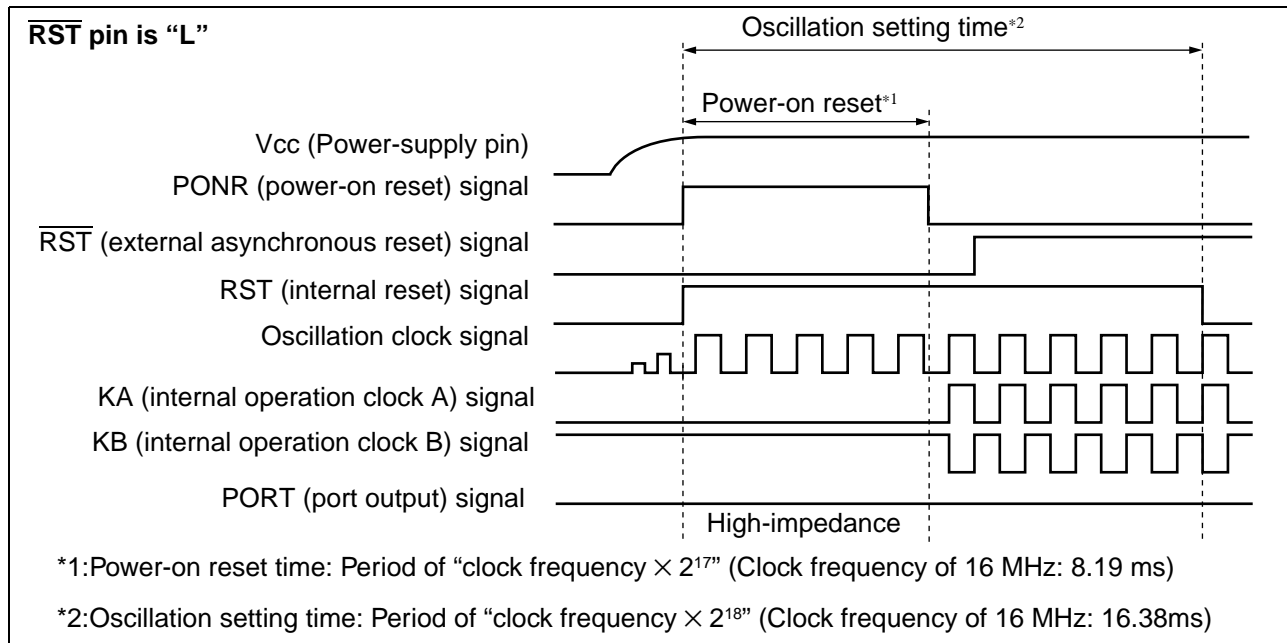 RST pin is “L”
Oscillation setting time*2
Power-on reset*1
Vcc (Power-supply pin)
PONR (power-on reset) signal
RST (external asynchronous reset) signal
RST (internal reset) signal
Oscillation clock signal
KA (internal operation clock A) signal
KB (internal operation clock B) signal
PORT (port output) signal
High-impedance
*1:Power-on reset time: Period of “clock frequency × 2¹⁷” (Clock frequency of 16 MHz: 8.19 ms)
*2:Oscillation setting time: Period of “clock frequency × 2¹⁸” (Clock frequency of 16 MHz: 16.38ms)